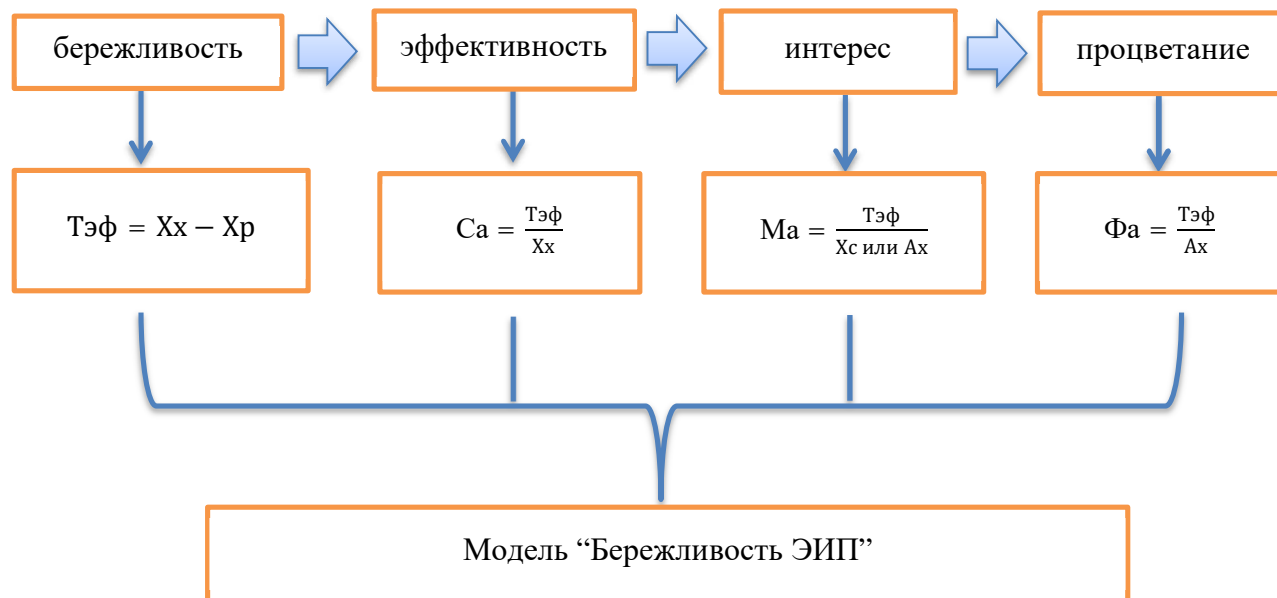 бережливость
эффективность
интерес
процветание
Тэф = Хх − Хр
Са = Тэф/Хх
Ма = Тэф/Хс или Ах
Фа = Тэф/Ах
Модель “Бережливость ЭИП”